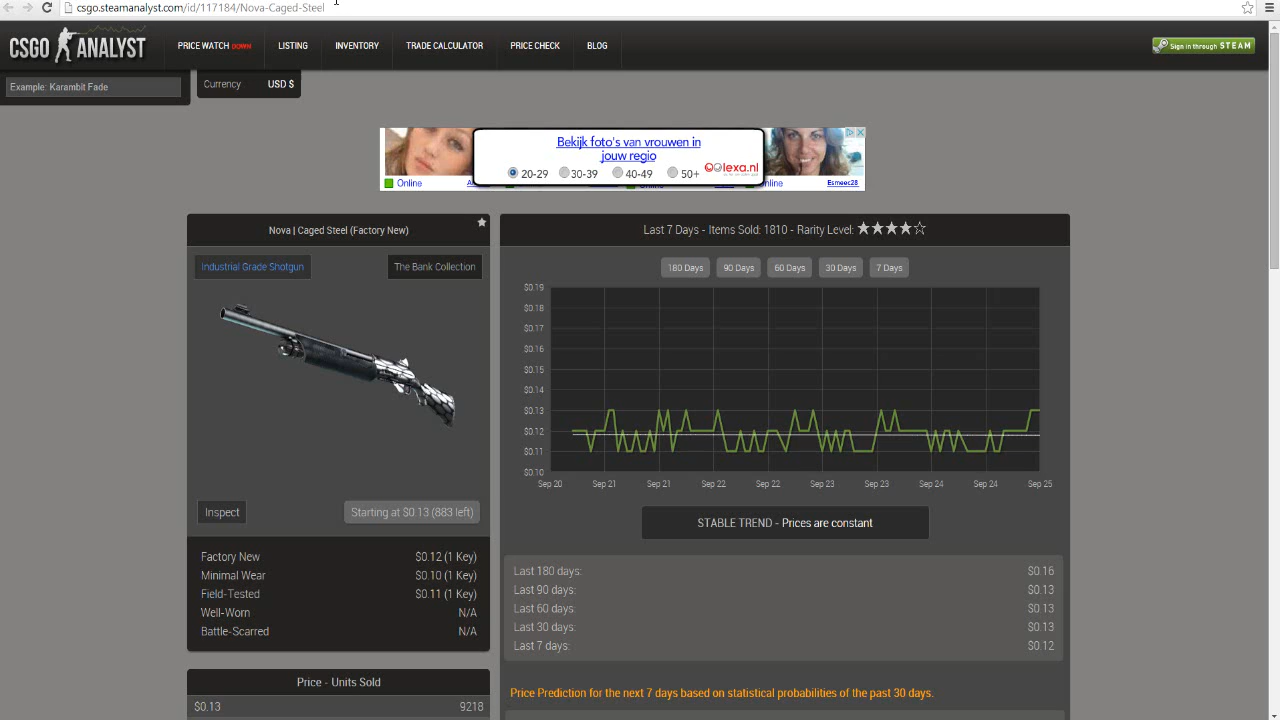 csgo.steamanalyst.com/id/117184/Nova-Caged-Steel
CSGO ANALYST
PRICE WATCH DOWN
LISTING
INVENTORY
TRADE CALCULATOR
PRICE CHECK
BLOG
Sign in through STEAM
Example: Karambit Fade
Currency USD $
Bekijk foto's van vrouwen in
jouw regio
20-29 30-39 40-49 50+
lexa.nl
Online
Online
Esmeec28
Nova | Caged Steel (Factory New)
Industrial Grade Shotgun
The Bank Collection
Inspect
Starting at $0.13 (883 left)
Factory New $0.12 (1 Key)
Minimal Wear $0.10 (1 Key)
Field-Tested $0.11 (1 Key)
Well-Worn N/A
Battle-Scarred N/A
Price - Units Sold
$0.13 9218
Last 7 Days - Items Sold: 1810 - Rarity Level:
180 Days 90 Days 60 Days 30 Days 7 Days
$0.19
$0.18
$0.17
$0.16
$0.15
$0.14
$0.13
$0.12
$0.11
$0.10
Sep 20 Sep 21 Sep 21 Sep 22 Sep 22 Sep 23 Sep 23 Sep 24 Sep 24 Sep 25
STABLE TREND - Prices are constant
Last 180 days: $0.16
Last 90 days: $0.13
Last 60 days: $0.13
Last 30 days: $0.13
Last 7 days: $0.12
Price Prediction for the next 7 days based on statistical probabilities of the past 30 days.